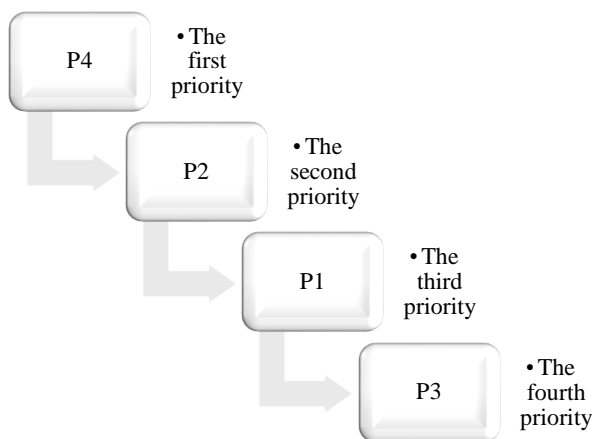 P4
• The
first
priority
P2
• The
second
priority
P1
• The
third
priority
P3
• The
fourth
priority